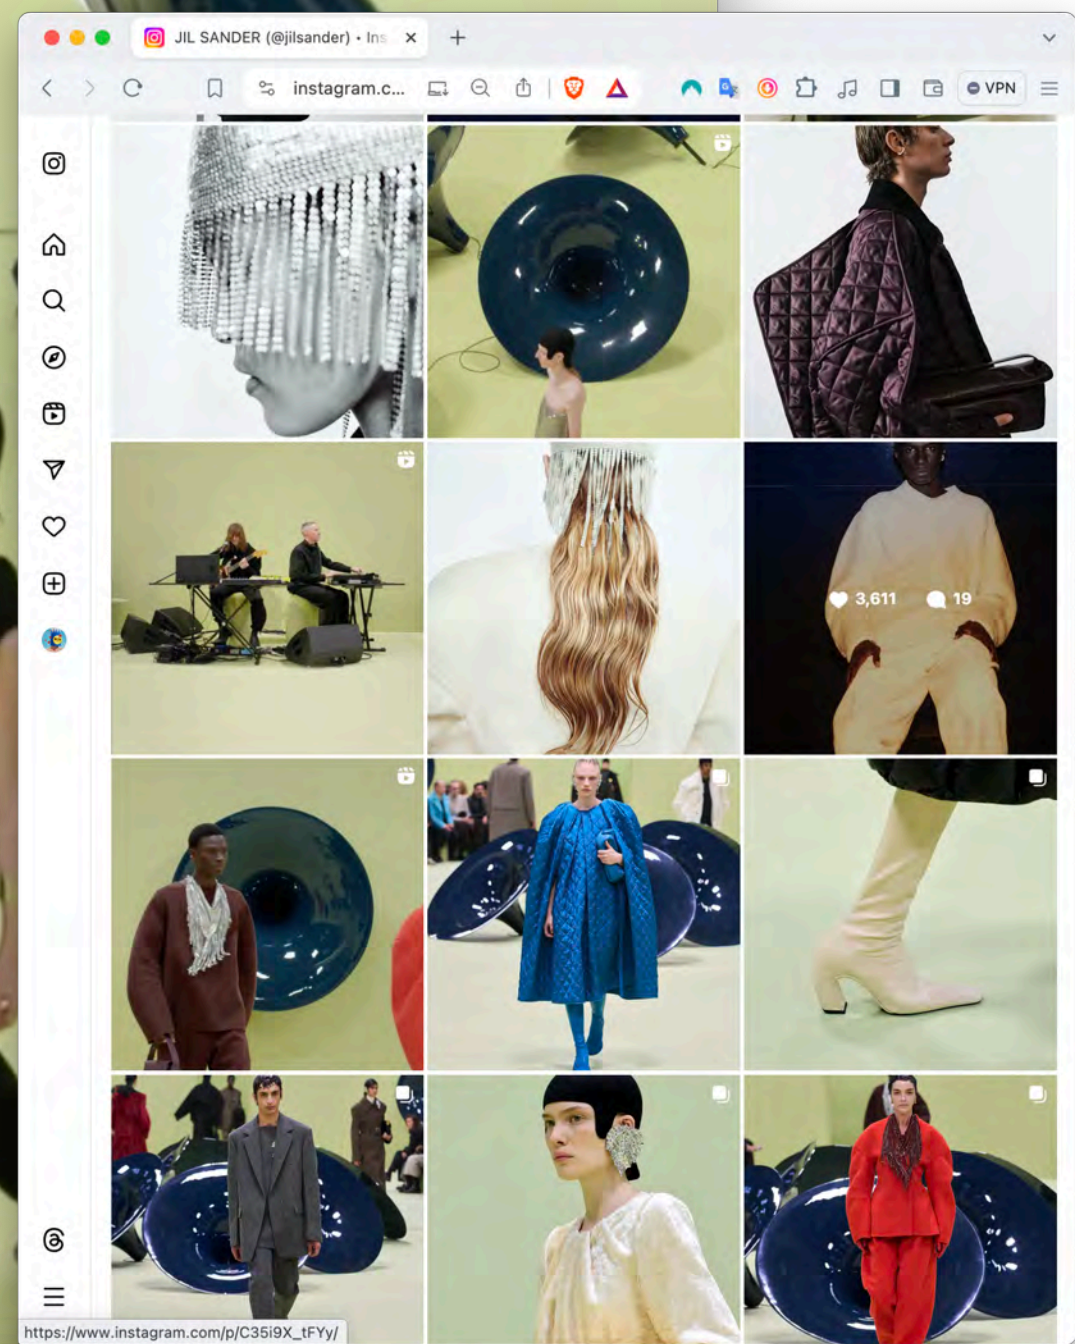 JIL SANDER (@jilsander) • Ins
instagram.c...
VPN
3,611 19
https://www.instagram.com/p/C35i9X_tFYy/